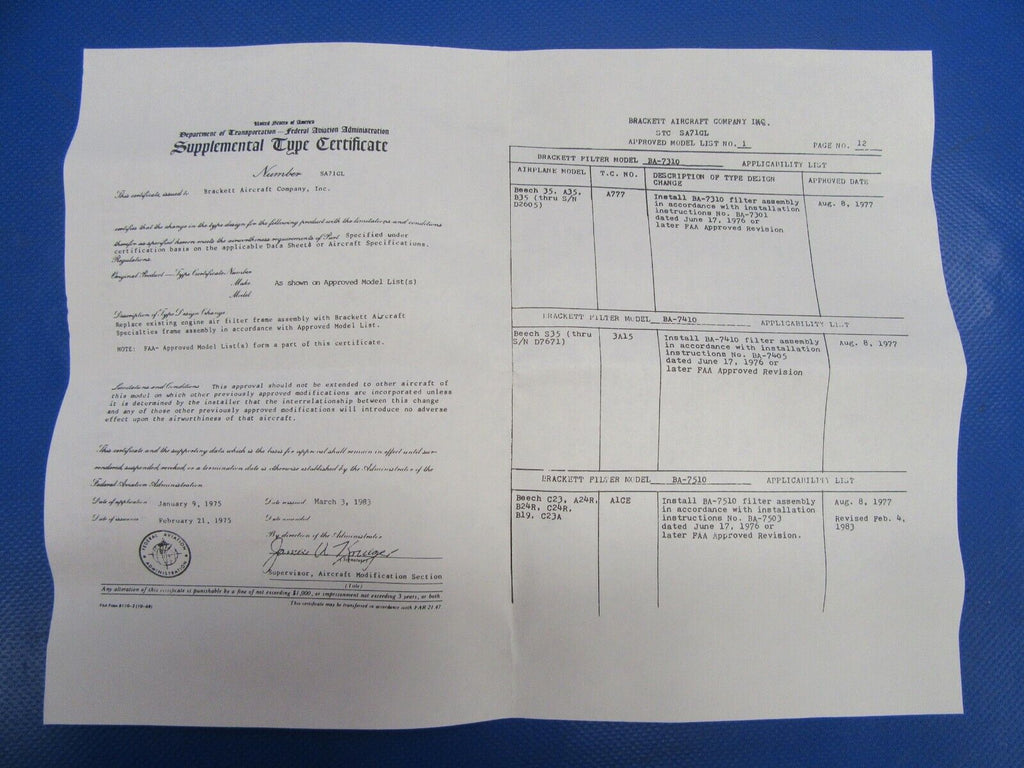 United States of America
Department of Transportation — Federal Aviation Administration
Supplemental Type Certificate
Number SA71GL
This certificate, issued to Brackett Aircraft Company, Inc.
certifies that the change in the type design for the following product with the limitations and conditions
therefor as specified hereon meets the airworthiness requirements of Part Specified under
certification basis on the applicable Data Sheets or Aircraft Specifications.
Regulations.
Original Product — Type Certificate Number
Make As shown on Approved Model List(s)
Model
Description of Type Design Change
Replace existing engine air filter frame assembly with Brackett Aircraft
Specialties frame assembly in accordance with Approved Model List.
NOTE: FAA- Approved Model List(s) form a part of this certificate.
Limitations and Conditions This approval should not be extended to other aircraft of
this model on which other previously approved modifications are incorporated unless
it is determined by the installer that the interrelationship between this change
and any of those other previously approved modifications will introduce no adverse
effect upon the airworthiness of that aircraft.
This certificate and the supporting data which is the basis for approval shall remain in effect until sur-
rendered, suspended, revoked, or a termination date is otherwise established by the Administrator of the
Federal Aviation Administration.
Date of application January 9, 1975 Date reissued March 3, 1983
Date of issuance February 21, 1975 Date amended
By direction of the Administrator
FEDERAL AVIATION ADMINISTRATION
James A Kruger
(Signature)
Supervisor, Aircraft Modification Section
(Title)
Any alteration of this certificate is punishable by a fine of not exceeding $1,000, or imprisonment not exceeding 3 years, or both.
FAA Form 8110-2 (10-68) This certificate may be transferred in accordance with FAR 21.47
BRACKETT AIRCRAFT COMPANY INC.
STC SA71GL
APPROVED MODEL LIST NO. 1 PAGE NO. 12
BRACKETT FILTER MODEL BA-7310 APPLICABILITY LIST
AIRPLANE MODEL T.C. NO. DESCRIPTION OF TYPE DESIGN CHANGE APPROVED DATE
Beech 35, A35, A777 Install BA-7310 filter assembly Aug. 8, 1977
B35 (thru S/N in accordance with installation
D2605) instructions No. BA-7301
dated June 17, 1976 or
later FAA Approved Revision
BRACKETT FILTER MODEL BA-7410 APPLICABILITY LIST
Beech S35 (thru 3A15 Install BA-7410 filter assembly Aug. 8, 1977
S/N D7671) in accordance with installation
instructions No. BA-7405
dated June 17, 1976 or
later FAA Approved Revision
BRACKETT FILTER MODEL BA-7510 APPLICABILITY LIST
Beech C23, A24R, A1CE Install BA-7510 filter assembly Aug. 8, 1977
B24R, C24R, in accordance with installation
B19, C23A instructions No. BA-7503 Revised Feb. 4,
dated June 17, 1976 or 1983
later FAA Approved Revision.